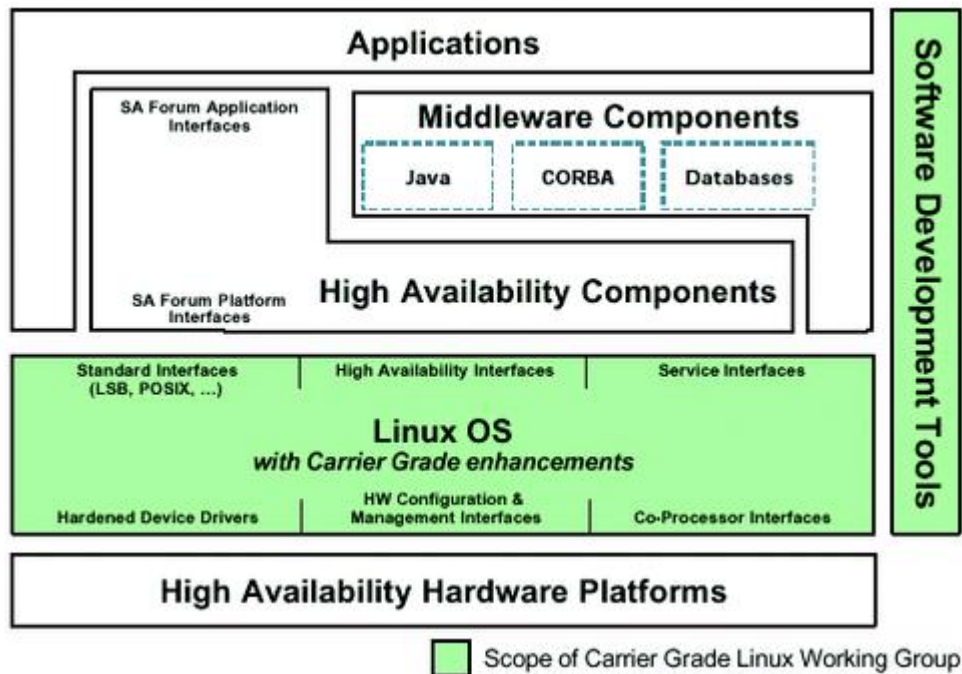 Applications
SA Forum Application
Interfaces
Middleware Components
Java
CORBA
Databases
High Availability Components
SA Forum Platform
Interfaces
Standard Interfaces
(LSB, POSIX, ...)
High Availability Interfaces
Service Interfaces
Linux OS
with Carrier Grade enhancements
Hardened Device Drivers
HW Configuration &
Management Interfaces
Co-Processor Interfaces
High Availability Hardware Platforms
Software Development Tools
Scope of Carrier Grade Linux Working Group